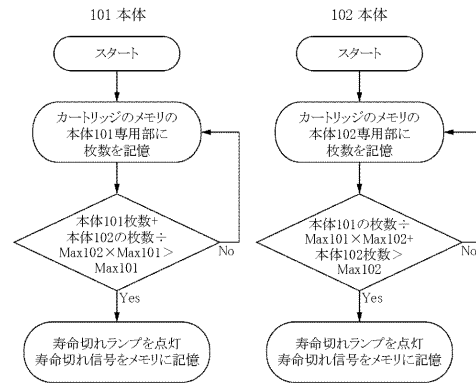 101 本体
スタート
カートリッジのメモリの
本体101専用部に
枚数を記憶
本体101枚数+
本体102の枚数÷
Max102×Max101>
Max101
No
Yes
寿命切れランプを点灯
寿命切れ信号をメモリに記憶
102 本体
スタート
カートリッジのメモリの
本体102専用部に
枚数を記憶
本体101の枚数÷
Max101×Max102+
本体102枚数>
Max102
No
Yes
寿命切れランプを点灯
寿命切れ信号をメモリに記憶